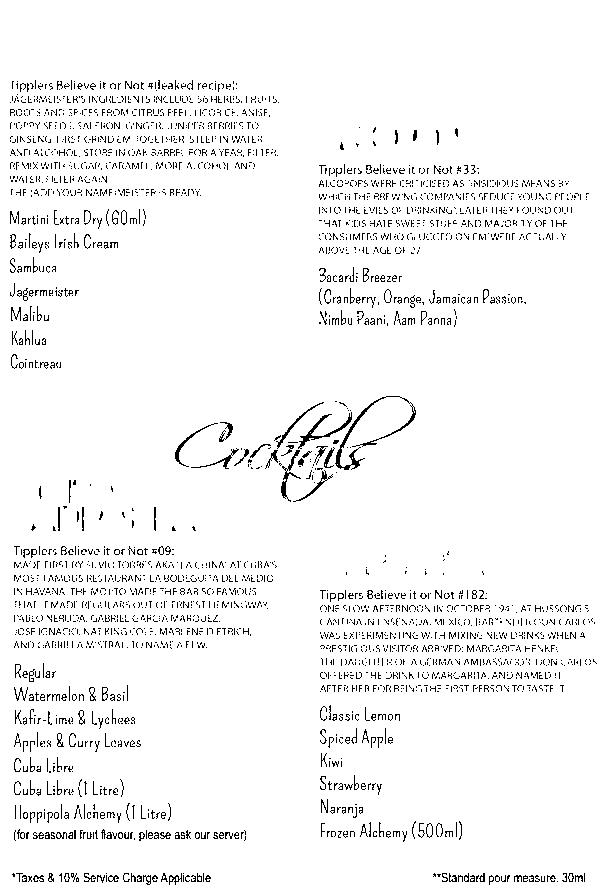 Tipplers Believe it or Not #(leaked recipe):
JÄGERMEISTER'S INGREDIENTS INCLUDE 56 HERBS, FRUITS,
ROOTS AND SPICES FROM CITRUS PEEL, LICORICE, ANISE,
POPPY SEEDS, SAFFRON, GINGER, JUNIPER BERRIES TO
GINSENG. FIRST GRIND EM TOGETHER, STEEP IN WATER
AND ALCOHOL, STORE IN OAK BARREL FOR A YEAR, FILTER,
REMIX WITH SUGAR, CARAMEL, MORE ALCOHOL AND
WATER, FILTER AGAIN.
THE (ADD YOUR NAME)MEISTER IS READY.
Martini Extra Dry (60ml)
Baileys Irish Cream
Sambuca
Jagermeister
Malibu
Kahlua
Cointreau
Tipplers Believe it or Not #33:
ALCOPOPS WERE CRITICISED AS INSIDIOUS MEANS BY
WHICH THE BREWING COMPANIES SEDUCE YOUNG PEOPLE
INTO THE EVILS OF DRINKING! LATER THEY FOUND OUT
THAT KIDS HATE SWEET STUFF AND MAJORITY OF THE
CONSUMERS WHO GLUGGED ON EM WERE ACTUALLY
ABOVE THE AGE OF 27
Bacardi Breezer
(Cranberry, Orange, Jamaican Passion,
Nimbu Paani, Aam Panna)
Cocktails
Tipplers Believe it or Not #09:
MADE FIRST BY SILVIO TORRES AKA "LA CHINA" AT CUBA'S
MOST FAMOUS RESTAURANT LA BODEGUITA DEL MEDIO
IN HAVANA. THE MOJITO MADE THE BAR SO FAMOUS
THAT IT MADE REGULARS OUT OF ERNEST HEMINGWAY,
PABLO NERUDA, GABRIEL GARCIA MARQUEZ,
JOSE IGNACIO, NAT KING COLE, MARLENE DIETRICH,
AND GABRIELA MISTRAL. TO NAME A FEW.
Regular
Watermelon & Basil
Kafir-Lime & Lychees
Apples & Curry Leaves
Cuba Libre
Cuba Libre (1 Litre)
Hoppipola Alchemy (1 Litre)
(for seasonal fruit flavour, please ask our server)
Tipplers Believe it or Not #182:
ONE SLOW AFTERNOON IN OCTOBER 1941, AT HUSSONG'S
CANTINA IN ENSENADA, MEXICO, BARTENDER DON CARLOS
WAS EXPERIMENTING WITH MIXING NEW DRINKS WHEN A
PRESTIGIOUS VISITOR ARRIVED: MARGARITA HENKEL
THE DAUGHTER OF A GERMAN AMBASSADOR. DON CARLOS
OFFERED THE DRINK TO MARGARITA, AND NAMED IT
AFTER HER FOR BEING THE FIRST PERSON TO TASTE IT.
Classic Lemon
Spiced Apple
Kiwi
Strawberry
Naranja
Frozen Alchemy (500ml)
*Taxes & 10% Service Charge Applicable
**Standard pour measure. 30ml